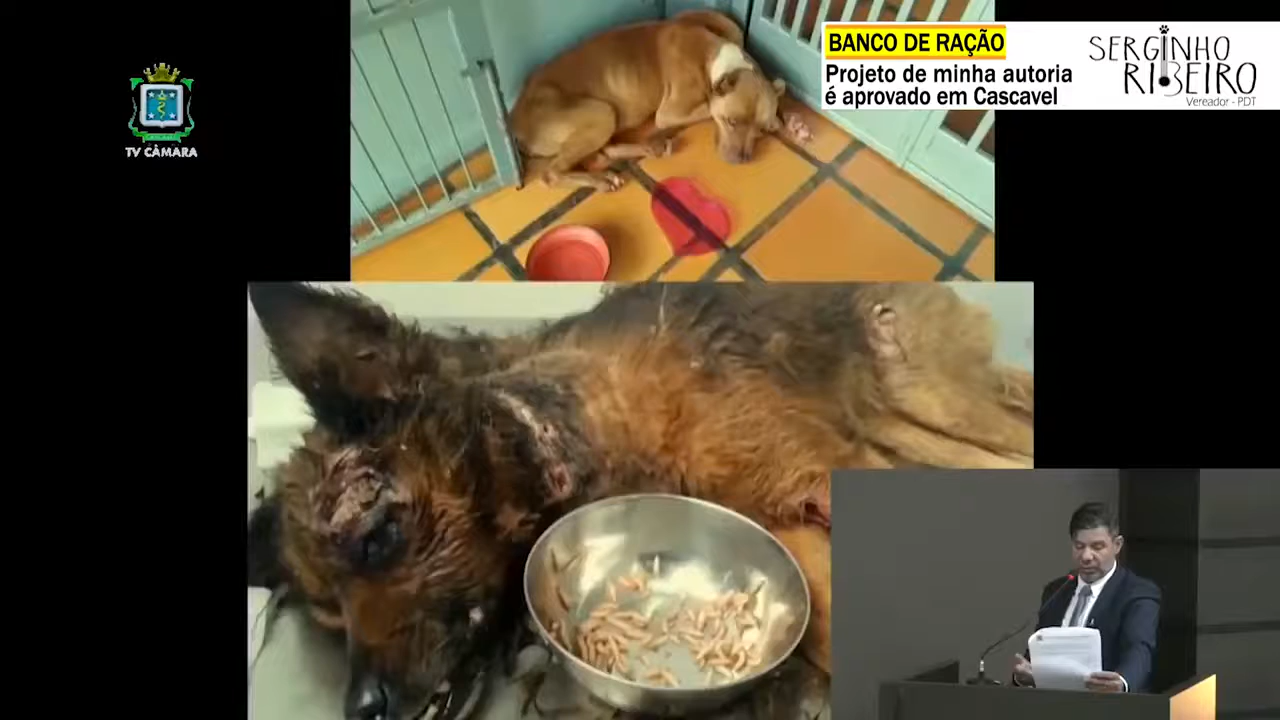 TV CÂMARA
BANCO DE RAÇÃO
Projeto de minha autoria
é aprovado em Cascavel
SERGINHO
RIBEIRO
Vereador - PDT